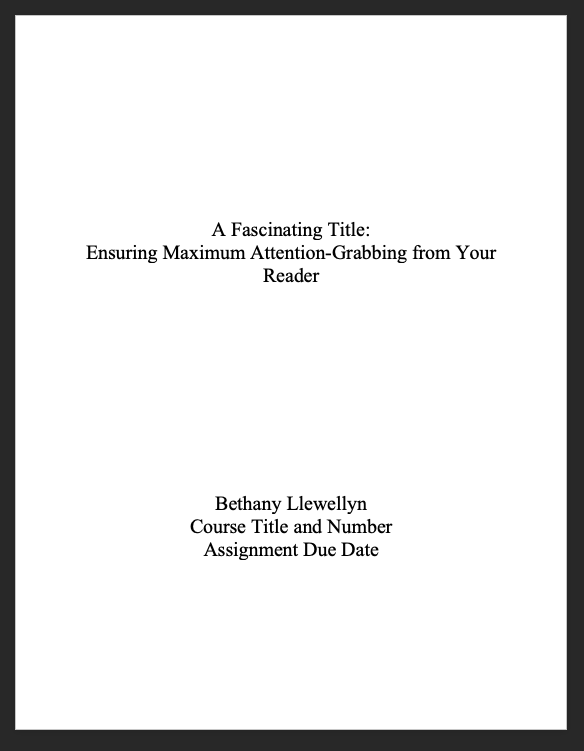 A Fascinating Title:
Ensuring Maximum Attention-Grabbing from Your
Reader
Bethany Llewellyn
Course Title and Number
Assignment Due Date